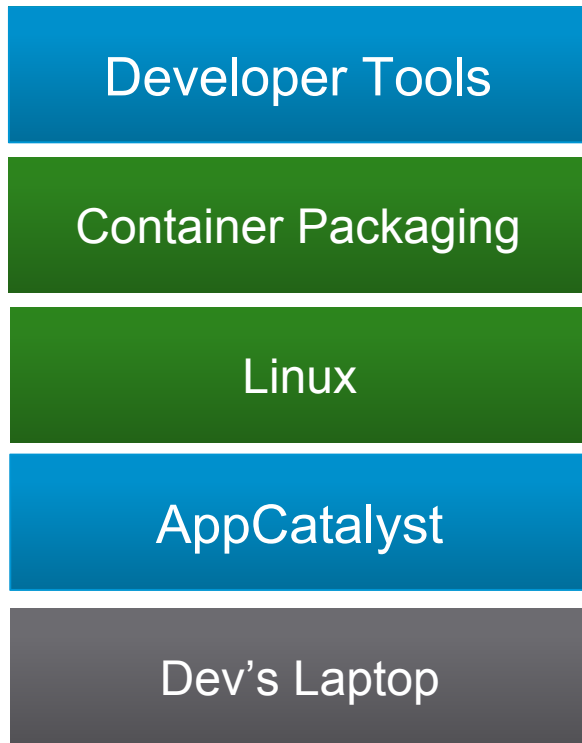 Developer Tools
Container Packaging
Linux
AppCatalyst
Dev’s Laptop